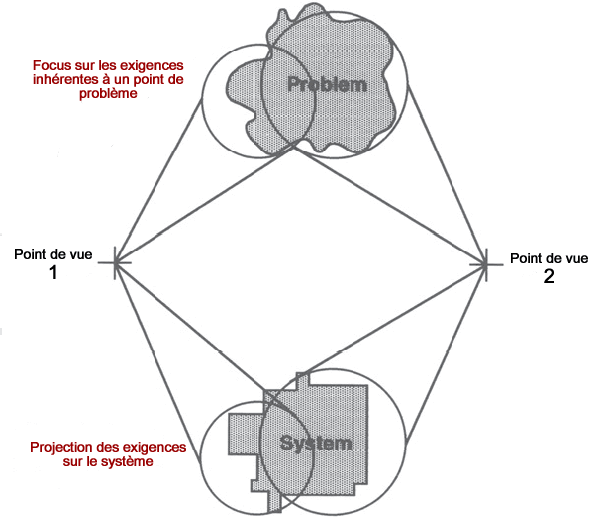 Focus sur les exigences
inhérentes à un point de
problème
Problem
Point de vue
1
Point de vue
2
Projection des exigences
sur le système
System